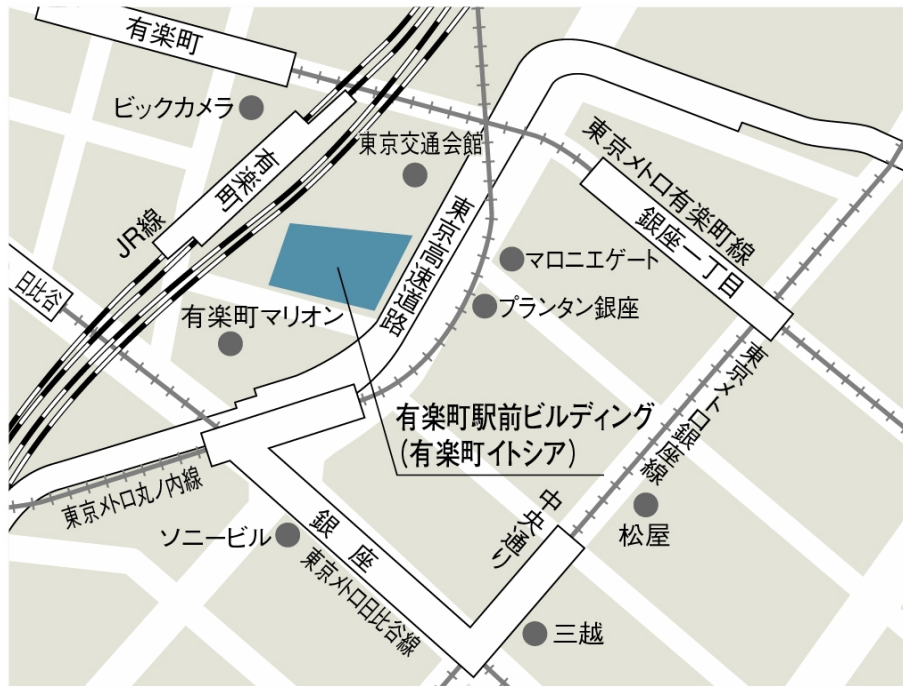 有楽町
ビックカメラ
東京交通会館
有楽町
JR線
東京メトロ有楽町線
銀座一丁目
東京高速道路
マロニエゲート
プランタン銀座
日比谷
有楽町マリオン
有楽町駅前ビルディング
(有楽町イトシア)
東京メトロ銀座線
東京メトロ丸ノ内線
中央通り
松屋
ソニービル
銀座
東京メトロ日比谷線
三越